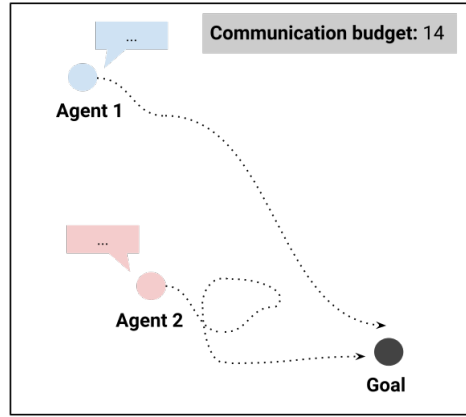 ...
Communication budget: 14
Agent 1
...
Agent 2
Goal